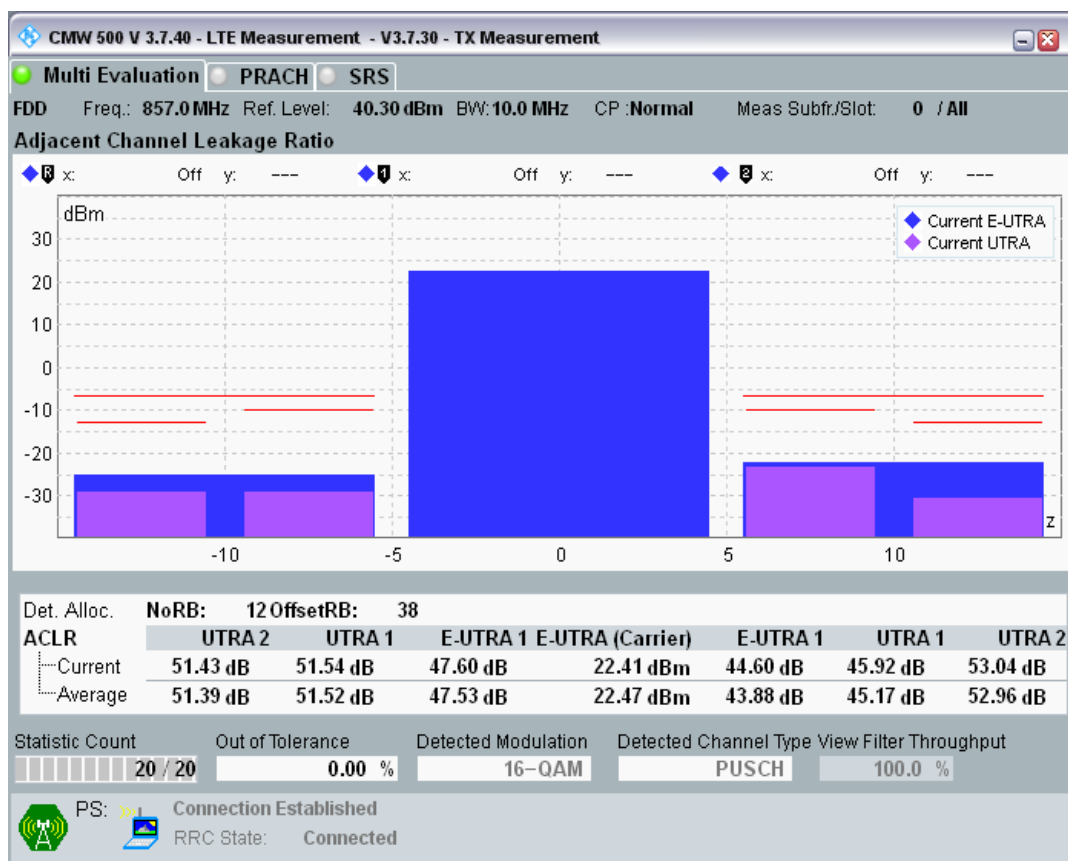 CMW 500 V 3.7.40 - LTE Measurement - V3.7.30 - TX Measurement
Multi Evaluation PRACH SRS
FDD Freq.: 857.0 MHz Ref. Level: 40.30 dBm BW: 10.0 MHz CP : Normal Meas Subfr./Slot: 0 / All
Adjacent Channel Leakage Ratio
R x: Off y: --- 1 x: Off y: --- 2 x: Off y: ---
dBm
Current E-UTRA
Current UTRA
30
20
10
0
-10
-20
-30
z
-10 -5 0 5 10
Det. Alloc. NoRB: 12 OffsetRB: 38
ACLR UTRA 2 UTRA 1 E-UTRA 1 E-UTRA (Carrier) E-UTRA 1 UTRA 1 UTRA 2
Current 51.43 dB 51.54 dB 47.60 dB 22.41 dBm 44.60 dB 45.92 dB 53.04 dB
Average 51.39 dB 51.52 dB 47.53 dB 22.47 dBm 43.88 dB 45.17 dB 52.96 dB
Statistic Count Out of Tolerance Detected Modulation Detected Channel Type View Filter Throughput
20 / 20 0.00 % 16-QAM PUSCH 100.0 %
PS: Connection Established
RRC State: Connected